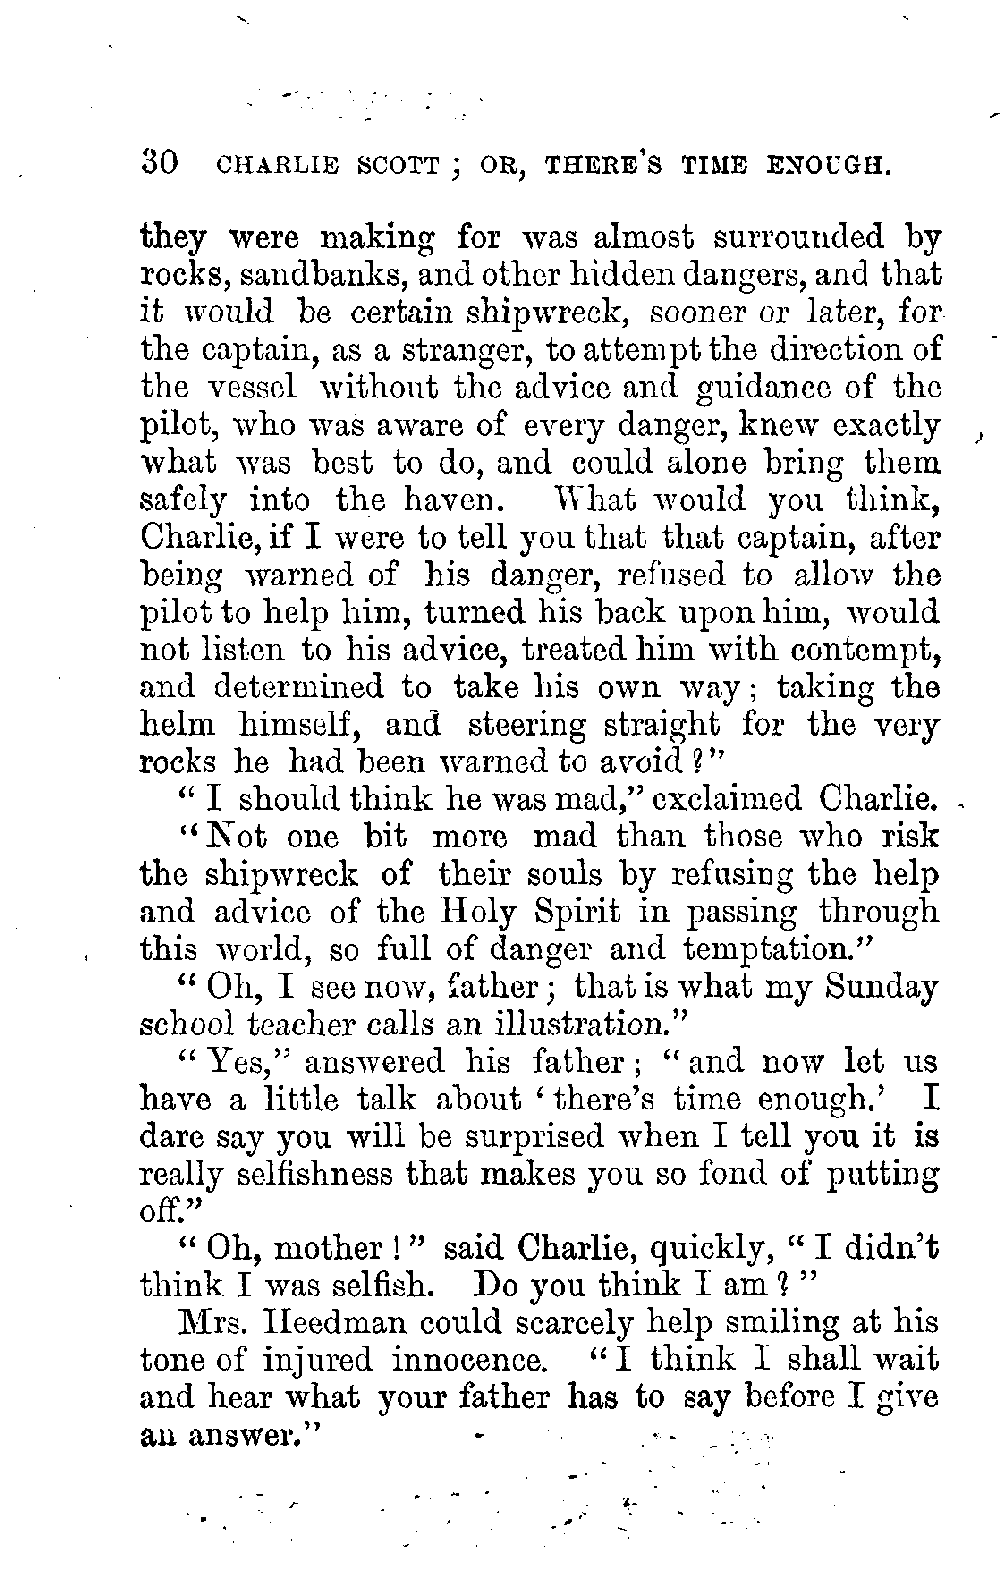 30 CHARLIE SCOTT ; OR, THERE'S TIME ENOUGH.
they were making for was almost surrounded by
rocks, sandbanks, and other hidden dangers, and that
it would be certain shipwreck, sooner or later, for
the captain, as a stranger, to attempt the direction of
the vessel without the advice and guidance of the
pilot, who was aware of every danger, knew exactly
what was best to do, and could alone bring them
safely into the haven. What would you think,
Charlie, if I were to tell you that that captain, after
being warned of his danger, refused to allow the
pilot to help him, turned his back upon him, would
not listen to his advice, treated him with contempt,
and determined to take his own way ; taking the
helm himself, and steering straight for the very
rocks he had been warned to avoid ?"
" I should think he was mad," exclaimed Charlie.
" Not one bit more mad than those who risk
the shipwreck of their souls by refusing the help
and advice of the Holy Spirit in passing through
this world, so full of danger and temptation."
" Oh, I see now, father ; that is what my Sunday
school teacher calls an illustration."
" Yes," answered his father ; " and now let us
have a little talk about ' there's time enough.' I
dare say you will be surprised when I tell you it is
really selfishness that makes you so fond of putting
off."
" Oh, mother ! " said Charlie, quickly, " I didn't
think I was selfish. Do you think I am ? "
Mrs. Heedman could scarcely help smiling at his
tone of injured innocence. " I think I shall wait
and hear what your father has to say before I give
an answer."